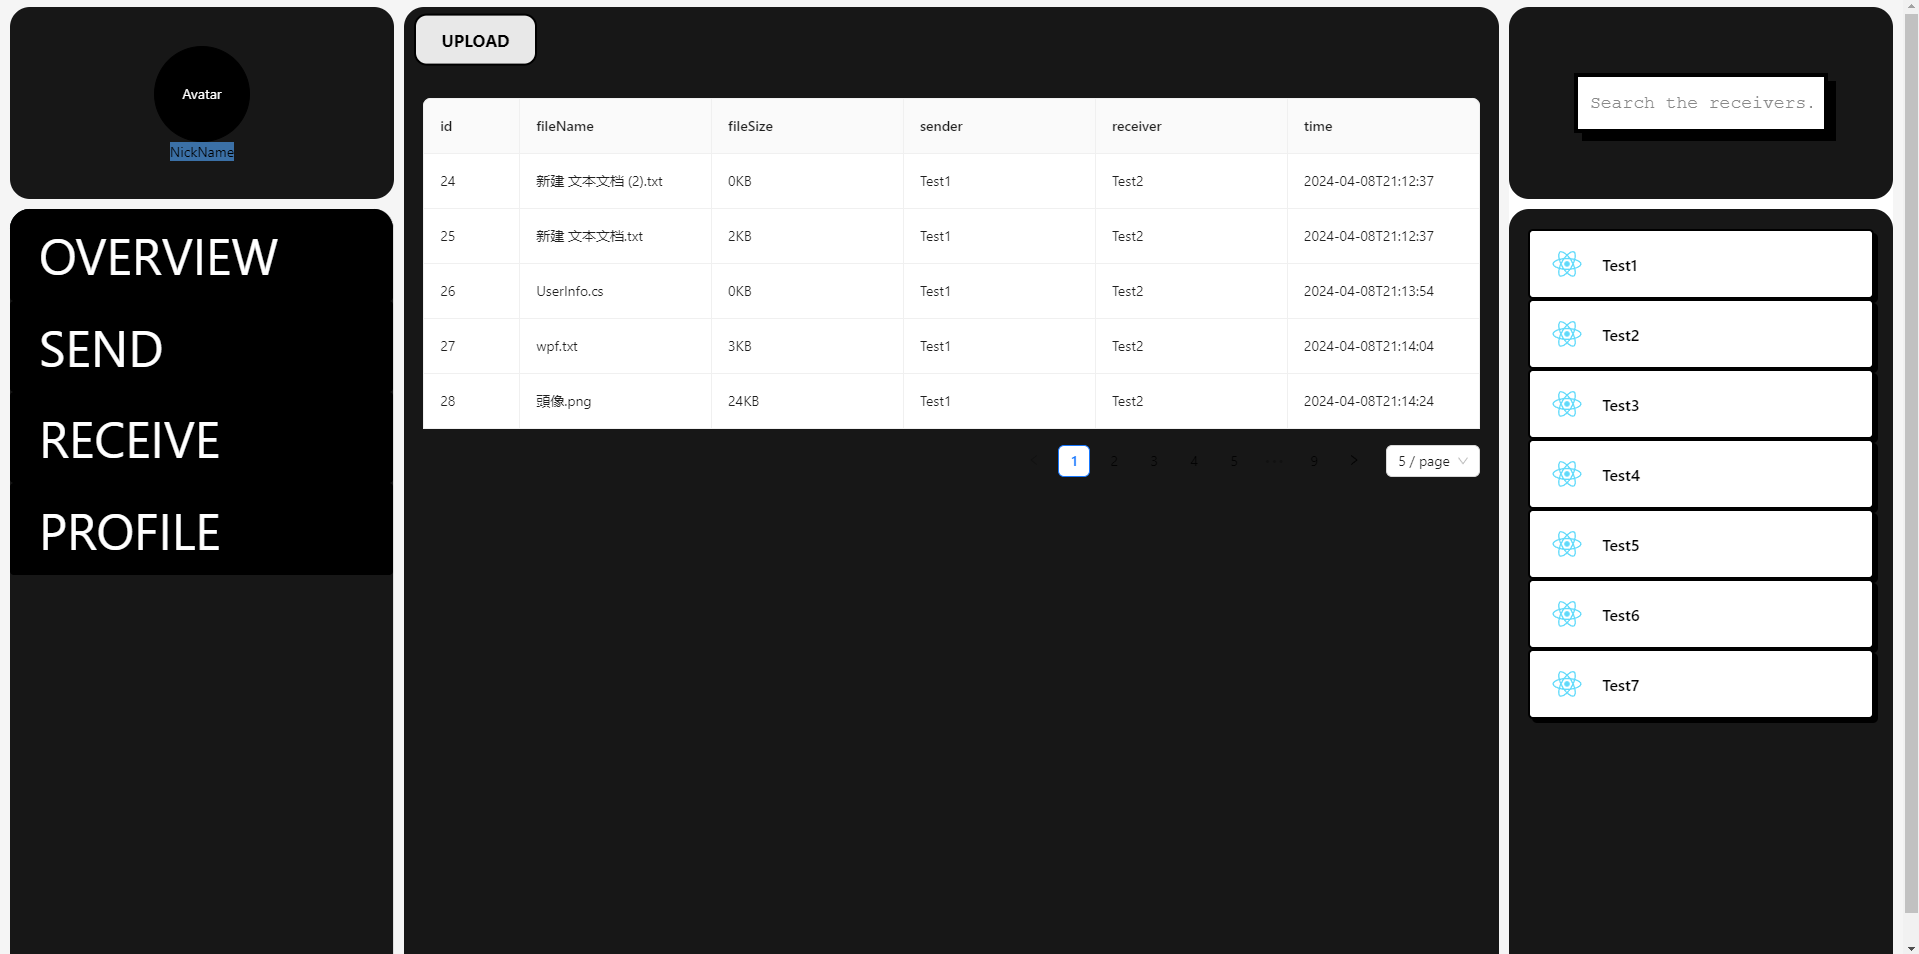 Avatar
NickName
OVERVIEW
SEND
RECEIVE
PROFILE
UPLOAD
id fileName fileSize sender receiver time
24 新建 文本文档 (2).txt 0KB Test1 Test2 2024-04-08T21:12:37
25 新建 文本文档.txt 2KB Test1 Test2 2024-04-08T21:12:37
26 UserInfo.cs 0KB Test1 Test2 2024-04-08T21:13:54
27 wpf.txt 3KB Test1 Test2 2024-04-08T21:14:04
28 頭像.png 24KB Test1 Test2 2024-04-08T21:14:24
1 2 3 4 5 ••• 9 5 / page
Search the receivers.
Test1
Test2
Test3
Test4
Test5
Test6
Test7